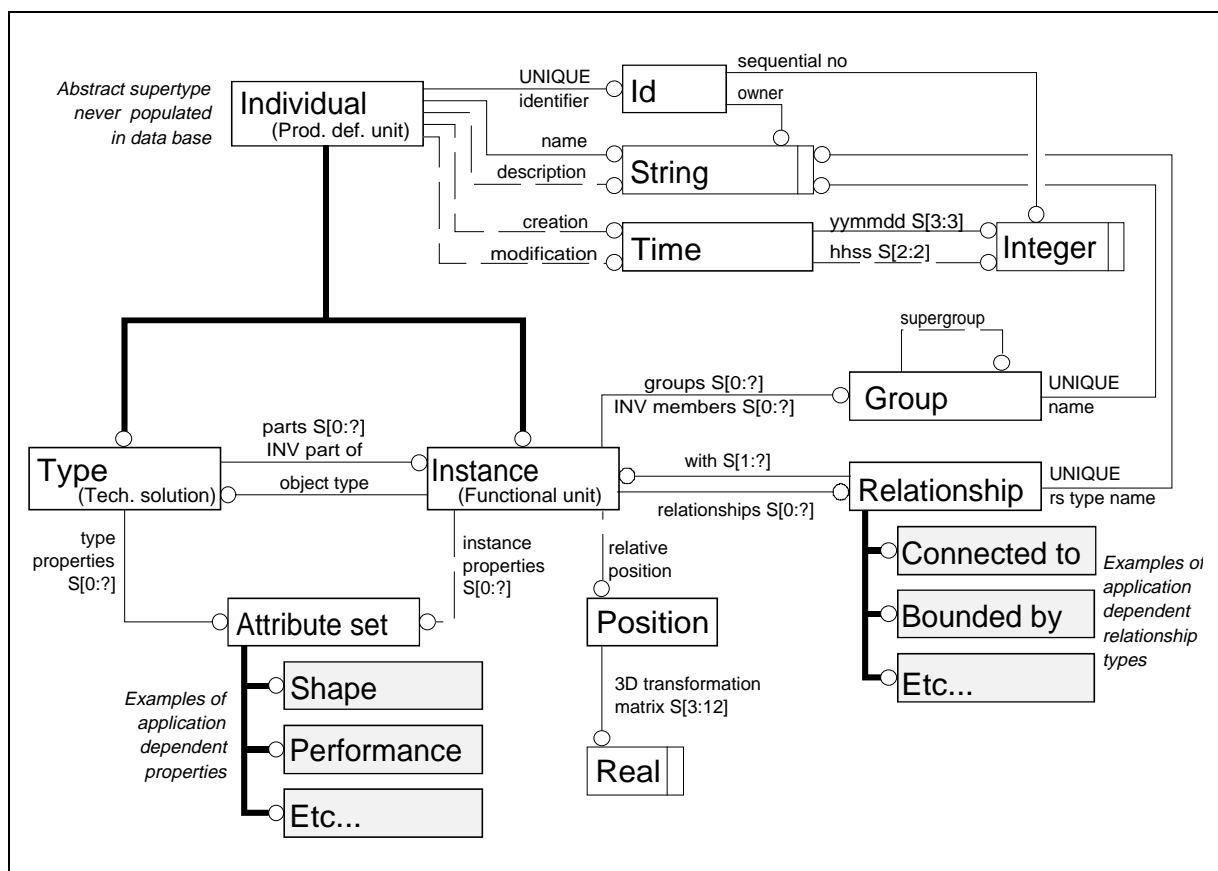 Abstract supertype
never populated
in data base
Individual
(Prod. def. unit)
UNIQUE
identifier
Id
sequential no
owner
name
description
String
creation
modification
Time
yymmdd S[3:3]
hhss S[2:2]
Integer
supergroup
groups S[0:?]
INV members S[0:?]
Group
UNIQUE
name
parts S[0:?]
INV part of
Type
(Tech. solution)
object type
Instance
(Functional unit)
with S[1:?]
relationships S[0:?]
Relationship
UNIQUE
rs type name
type
properties
S[0:?]
instance
properties
S[0:?]
relative
position
Connected to
Bounded by
Etc...
Examples of
application
dependent
relationship
types
Attribute set
Position
Shape
Performance
Etc...
Examples of
application
dependent
properties
3D transformation
matrix S[3:12]
Real